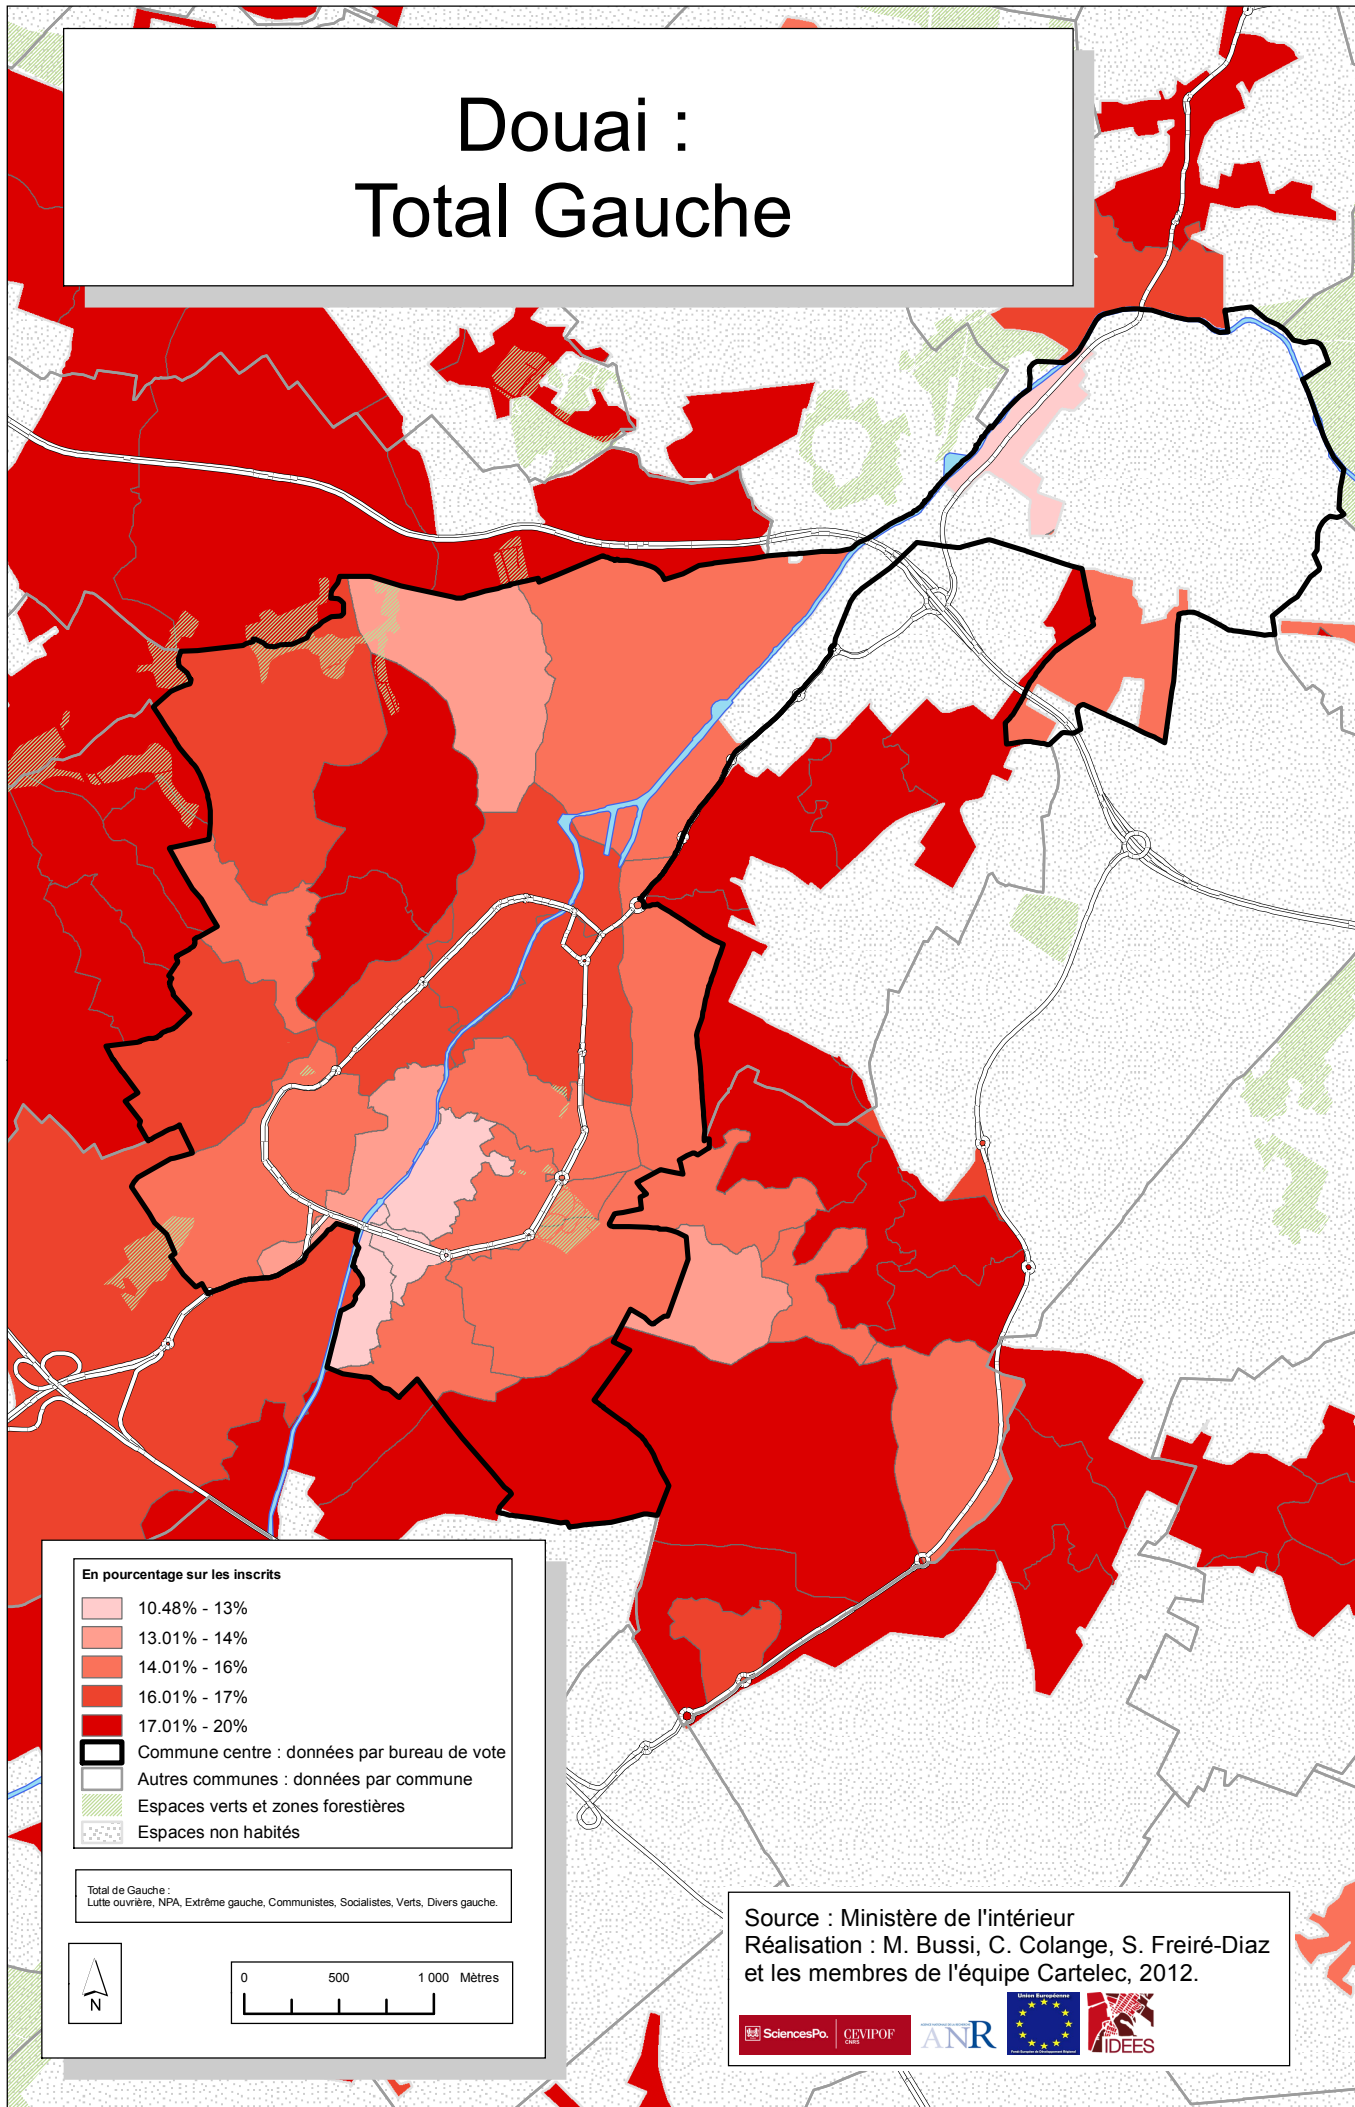 Douai :
Total Gauche
En pourcentage sur les inscrits
10.48% - 13%
13.01% - 14%
14.01% - 16%
16.01% - 17%
17.01% - 20%
Commune centre : données par bureau de vote
Autres communes : données par commune
Espaces verts et zones forestières
Espaces non habités
Total de Gauche :
Lutte ouvrière, NPA, Extrême gauche, Communistes, Socialistes, Verts, Divers gauche.
N
0 500 1 000 Mètres
Source : Ministère de l'intérieur
Réalisation : M. Bussi, C. Colange, S. Freiré-Diaz
et les membres de l'équipe Cartelec, 2012.
SciencesPo.
CEVIPOF
CNRS
ANR
Union Européenne
IDEES